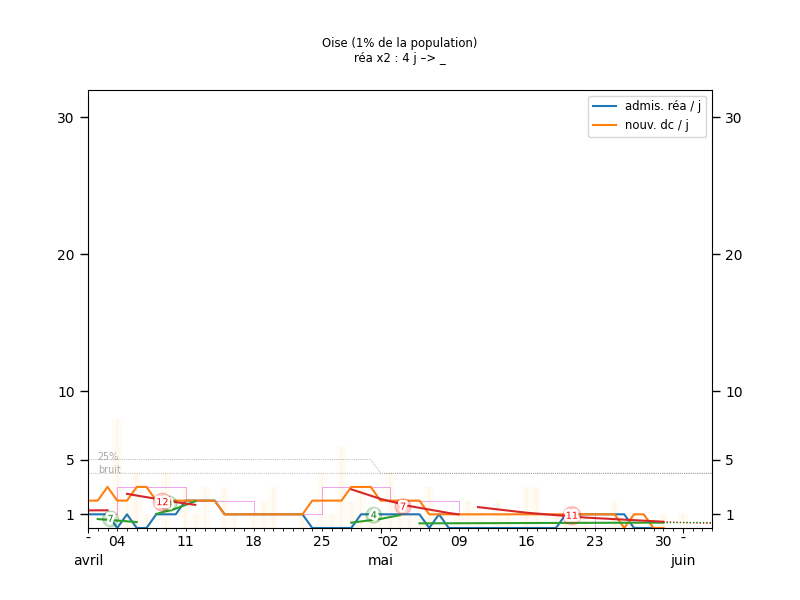 Oise (1% de la population)
réa x2 : 4 j –> _
admis. réa / j
nouv. dc / j
30
30
20
20
10
10
5
5
1
1
25%
bruit
7
12
4
7
11
- 04 11 18 25 -02 09 16 23 30 -
avril mai juin